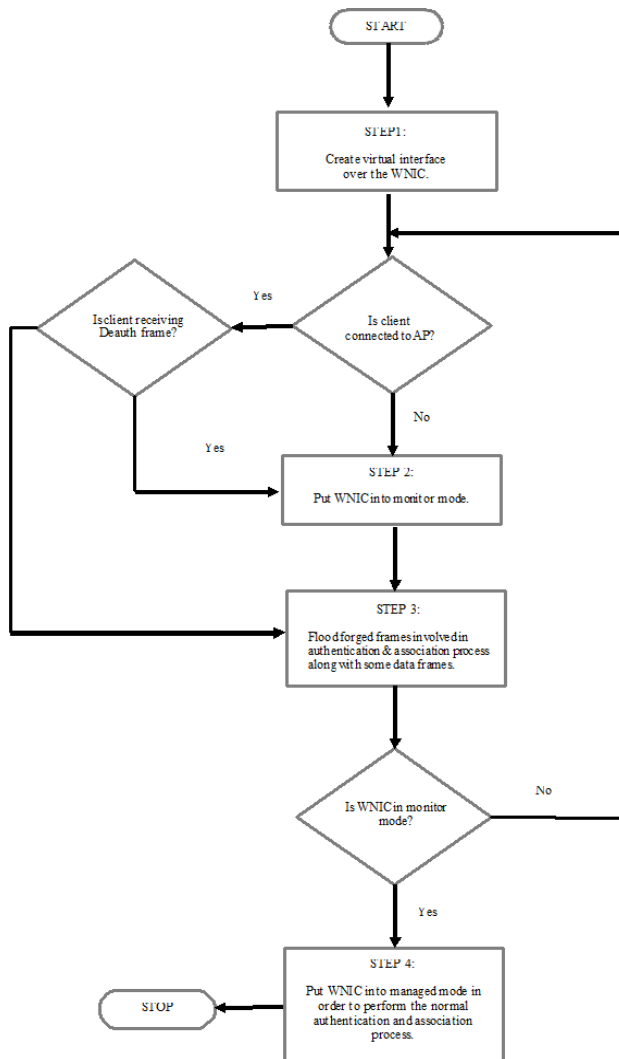 START
STEP1:
Create virtual interface
over the WNIC.
Yes
Is client receiving
Deauth frame?
Is client
connected to AP?
No
Yes
STEP 2:
Put WNIC into monitor mode.
STEP 3:
Flood forged frames involved in
authentication & association process
along with some data frames.
No
Is WNIC in monitor
mode?
Yes
STEP 4:
Put WNIC into managed mode in
order to perform the normal
authentication and association
process.
STOP